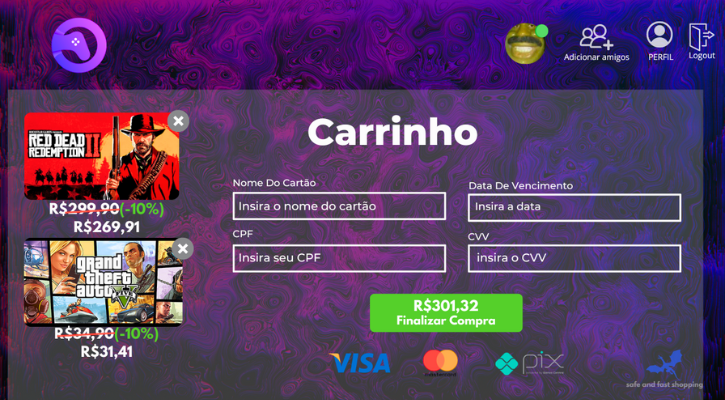 Adicionar amigos
PERFIL
Logout
Carrinho
RED DEAD
REDEMPTION II
R$299,90(-10%)
R$269,91
grand
theft
auto
V
R$34,90(-10%)
R$31,41
Nome Do Cartão
Insira o nome do cartão
Data De Vencimento
Insira a data
CPF
Insira seu CPF
CVV
insira o CVV
R$301,32
Finalizar Compra
VISA
pix
safe and fast shopping